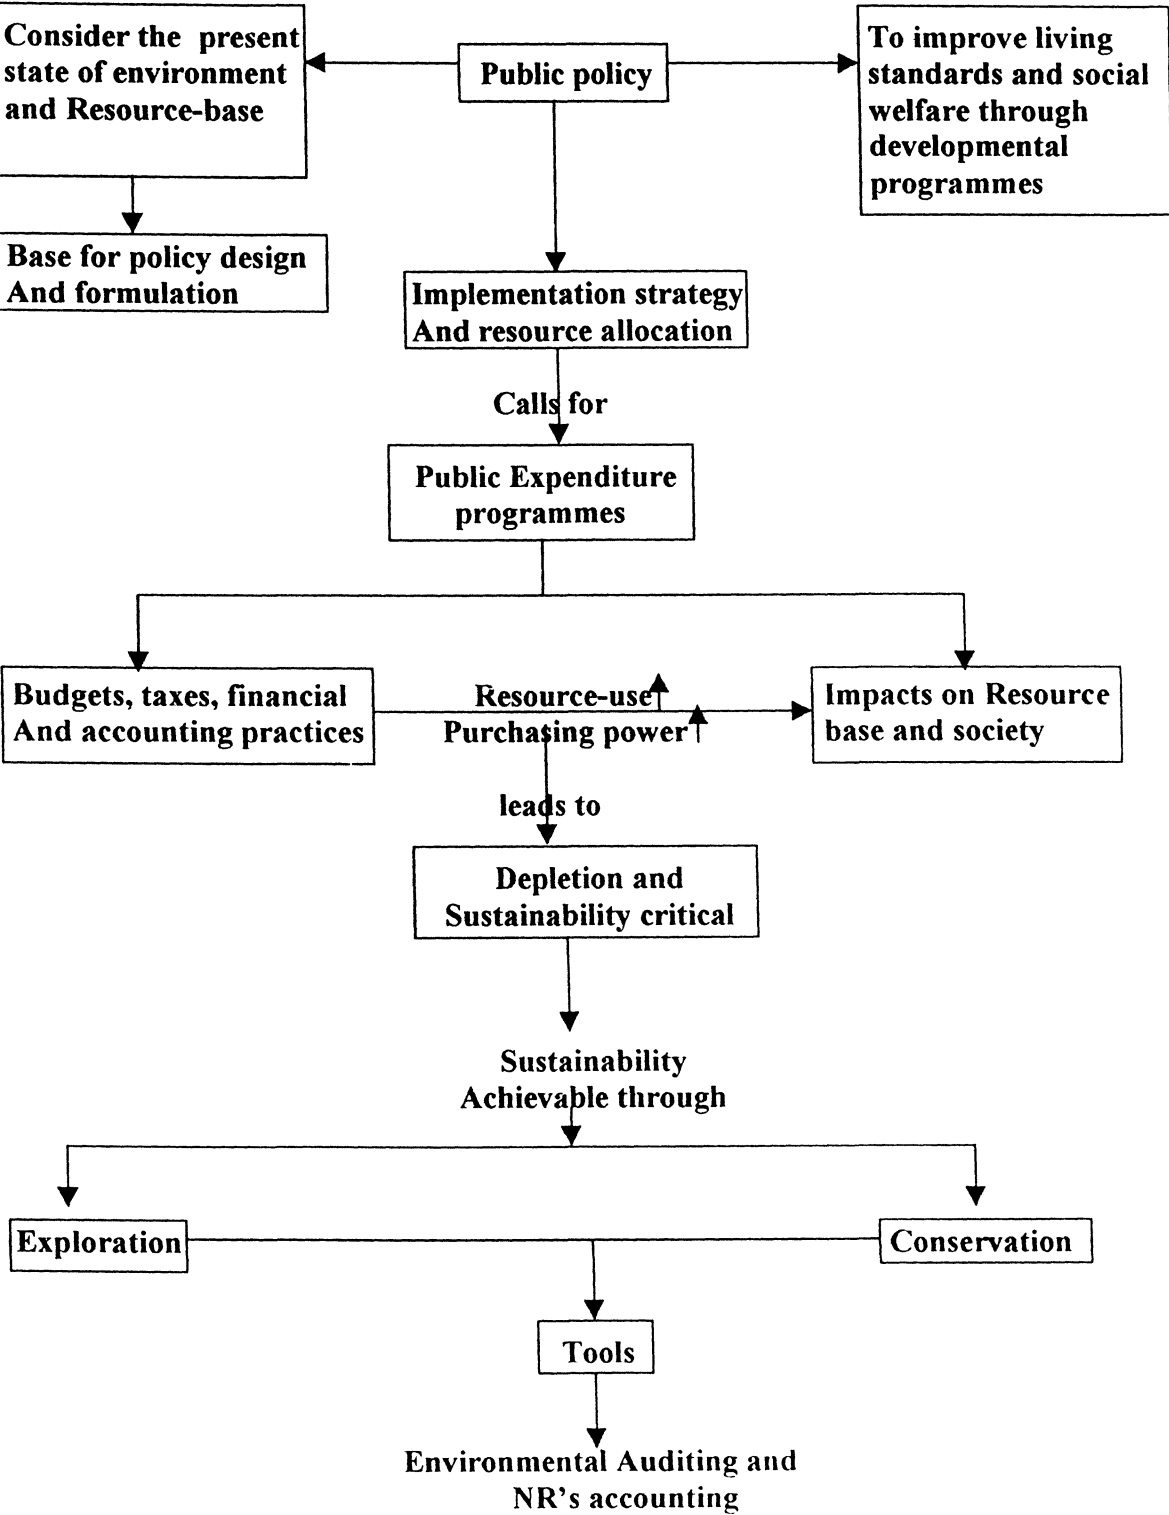 Consider the present
state of environment
and Resource-base
Public policy
To improve living
standards and social
welfare through
developmental
programmes
Base for policy design
And formulation
Implementation strategy
And resource allocation
Calls for
Public Expenditure
programmes
Budgets, taxes, financial
And accounting practices
Resource-use
Purchasing power
Impacts on Resource
base and society
leads to
Depletion and
Sustainability critical
Sustainability
Achievable through
Exploration
Conservation
Tools
Environmental Auditing and
NR's accounting